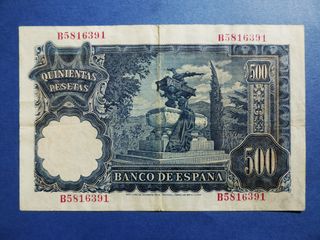 B5816391
B5816391
QUINIENTAS
PESETAS
500
500
BANCO DE ESPAÑA
B5816391
B5816391